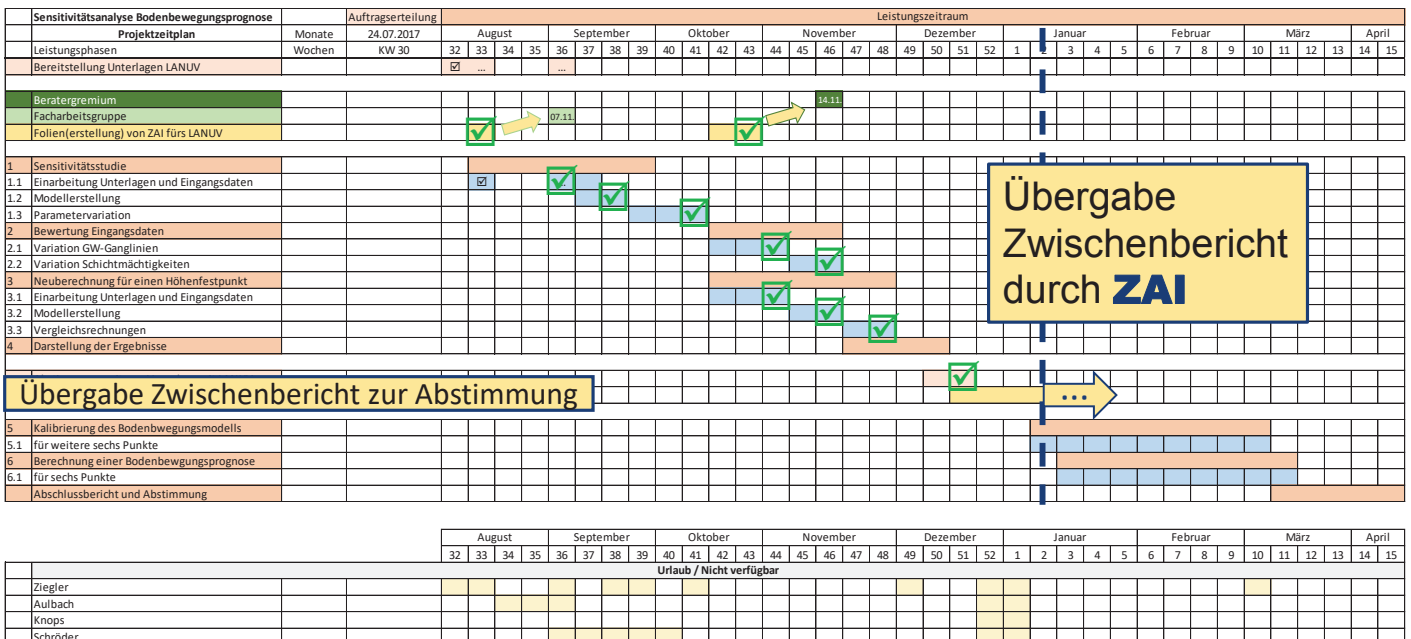 Sensitivitätsanalyse Bodenbewegungsprognose Auftragserteilung Leistungszeitraum
Projektzeitplan Monate 24.07.2017 August September Oktober November Dezember Januar Februar März April
Leistungsphasen Wochen KW 30 32 33 34 35 36 37 38 39 40 41 42 43 44 45 46 47 48 49 50 51 52 1 2 3 4 5 6 7 8 9 10 11 12 13 14 15
Bereitstellung Unterlagen LANUV ☑ ... ...
Beratergremium 14.11.
Facharbeitsgruppe 07.11.
Folien(erstellung) von ZAI fürs LANUV
1 Sensitivitätsstudie
1.1 Einarbeitung Unterlagen und Eingangsdaten ☑
1.2 Modellerstellung
1.3 Parametervariation
2 Bewertung Eingangsdaten
2.1 Variation GW-Ganglinien
2.2 Variation Schichtmächtigkeiten
3 Neuberechnung für einen Höhenfestpunkt
3.1 Einarbeitung Unterlagen und Eingangsdaten
3.2 Modellerstellung
3.3 Vergleichsrechnungen
4 Darstellung der Ergebnisse
Übergabe
Zwischenbericht
durch ZAI
Übergabe Zwischenbericht zur Abstimmung ...
5 Kalibrierung des Bodenbwegungsmodells
5.1 für weitere sechs Punkte
6 Berechnung einer Bodenbewgungsprognose
6.1 für sechs Punkte
Abschlussbericht und Abstimmung
August September Oktober November Dezember Januar Februar März April
32 33 34 35 36 37 38 39 40 41 42 43 44 45 46 47 48 49 50 51 52 1 2 3 4 5 6 7 8 9 10 11 12 13 14 15
Urlaub / Nicht verfügbar
Ziegler
Aulbach
Knops
Schröder